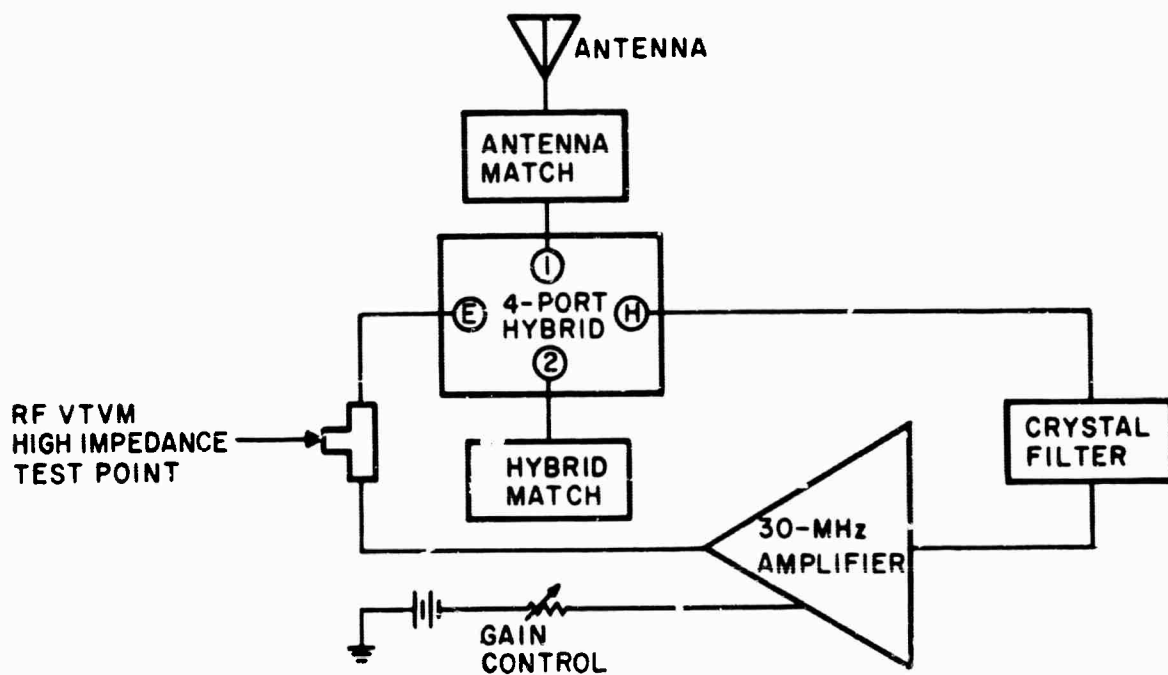 ANTENNA
ANTENNA
MATCH
1
E
4-PORT
HYBRID
H
2
RF VTVM
HIGH IMPEDANCE
TEST POINT
HYBRID
MATCH
CRYSTAL
FILTER
30-MHz
AMPLIFIER
GAIN
CONTROL